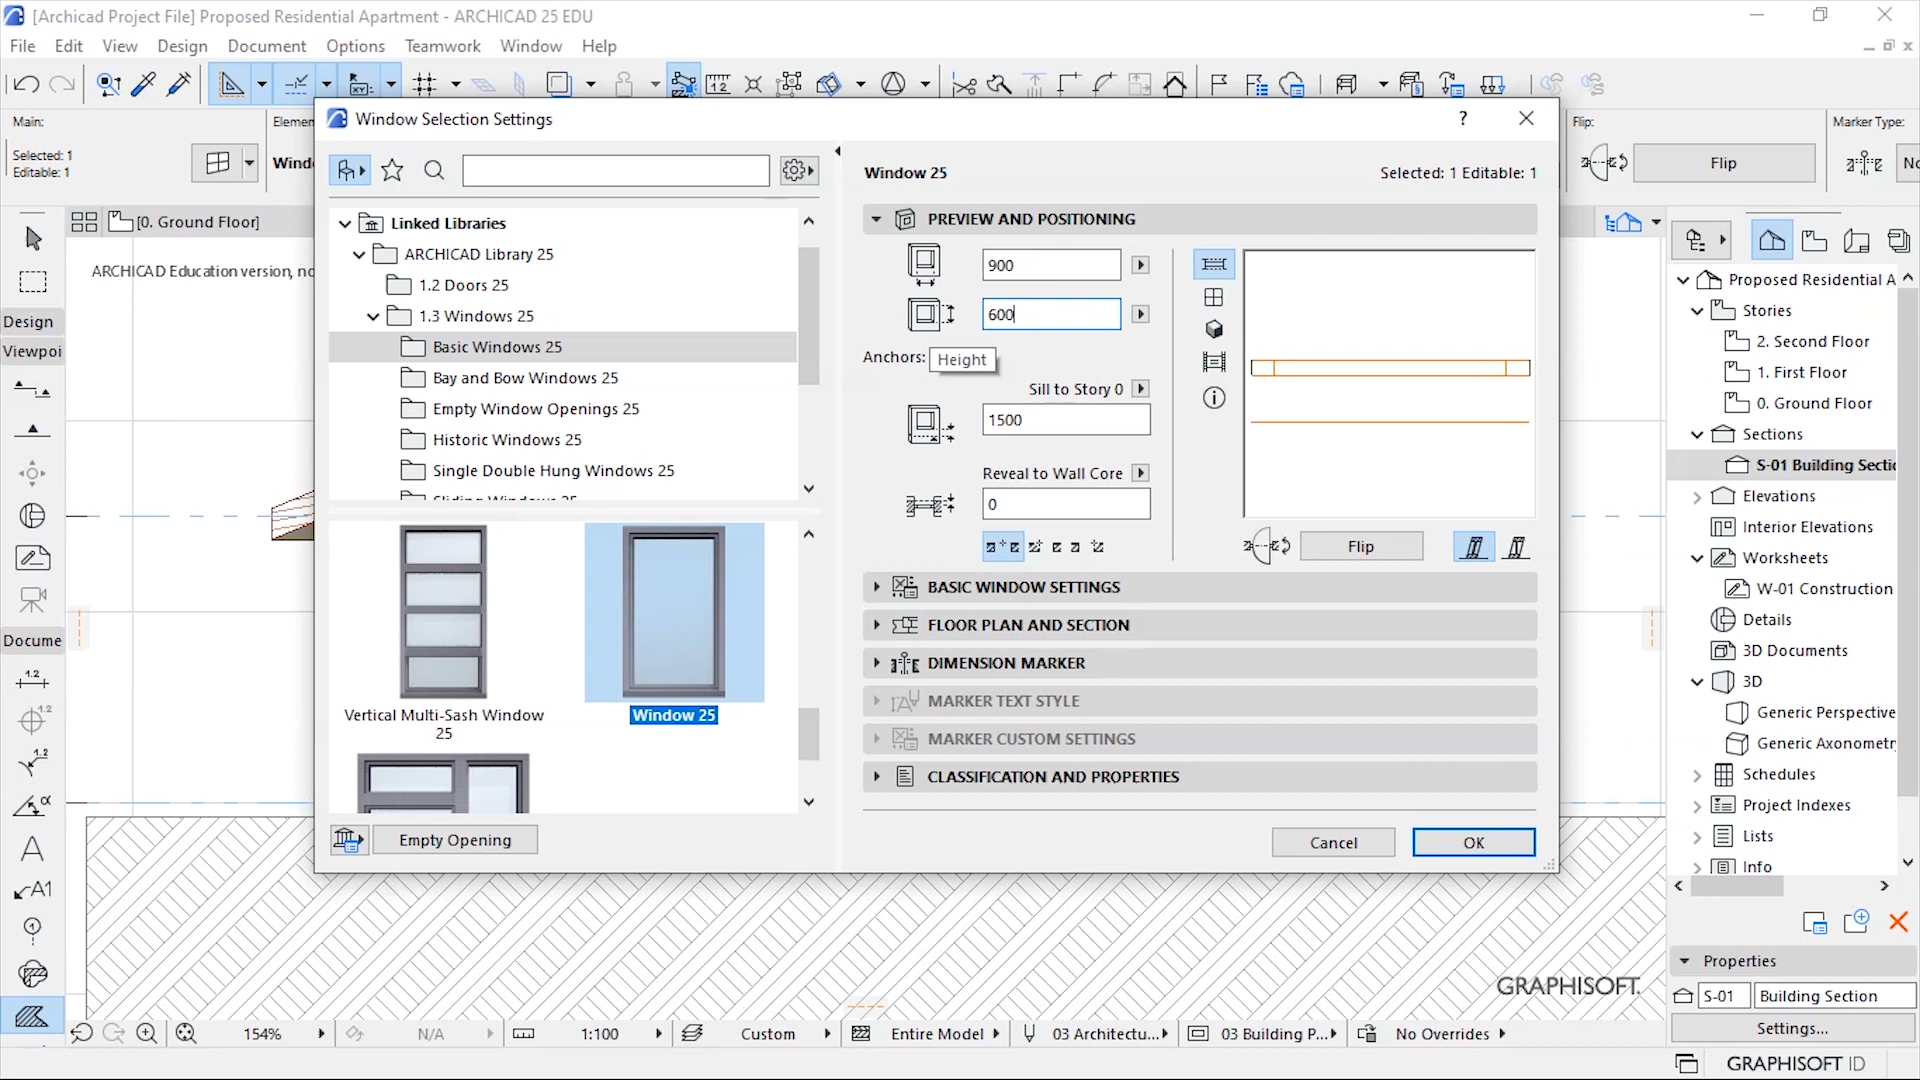 [Archicad Project File] Proposed Residential Apartment - ARCHICAD 25 EDU
File Edit View Design Document Options Teamwork Window Help
Main:
Selected: 1
Editable: 1
Flip:
Flip
Marker Type:
[0. Ground Floor]
Window Selection Settings
?
Linked Libraries
ARCHICAD Library 25
1.2 Doors 25
1.3 Windows 25
Basic Windows 25
Bay and Bow Windows 25
Empty Window Openings 25
Historic Windows 25
Single Double Hung Windows 25
Vertical Multi-Sash Window
25
Window 25
Empty Opening
Window 25
Selected: 1 Editable: 1
PREVIEW AND POSITIONING
900
600
Anchors:
Height
Sill to Story 0
1500
Reveal to Wall Core
0
Flip
BASIC WINDOW SETTINGS
FLOOR PLAN AND SECTION
DIMENSION MARKER
MARKER TEXT STYLE
MARKER CUSTOM SETTINGS
CLASSIFICATION AND PROPERTIES
Cancel OK
ARCHICAD Education version, no
Design
Viewpoi
Docume
Proposed Residential A
Stories
2. Second Floor
1. First Floor
0. Ground Floor
Sections
S-01 Building Secti
Elevations
Interior Elevations
Worksheets
W-01 Construction
Details
3D Documents
3D
Generic Perspective
Generic Axonometr
Schedules
Project Indexes
Lists
Info
Properties
S-01 Building Section
Settings...
GRAPHISOFT.
154% N/A 1:100 Custom Entire Model 03 Architectu... 03 Building P... No Overrides
GRAPHISOFT ID